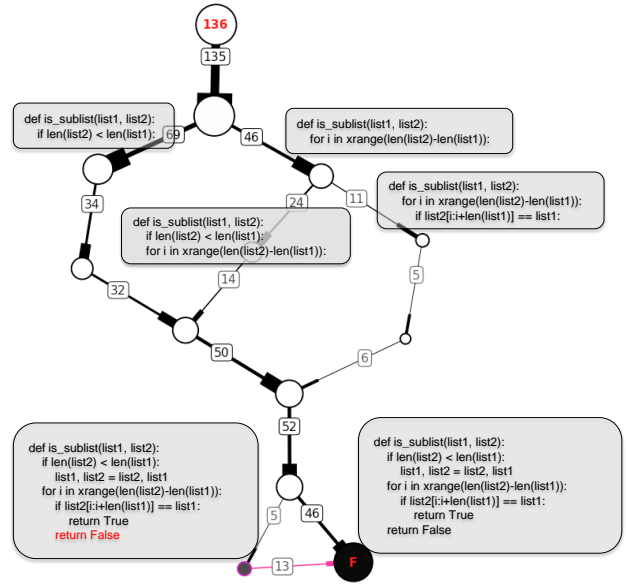 136
135
def is_sublist(list1, list2):
if len(list2) < len(list1):
69
46
def is_sublist(list1, list2):
for i in xrange(len(list2)-len(list1)):
34
24
11
def is_sublist(list1, list2):
for i in xrange(len(list2)-len(list1)):
if list2[i:i+len(list1)] == list1:
def is_sublist(list1, list2):
if len(list2) < len(list1):
for i in xrange(len(list2)-len(list1)):
14
5
32
50
6
52
def is_sublist(list1, list2):
if len(list2) < len(list1):
list1, list2 = list2, list1
for i in xrange(len(list2)-len(list1)):
if list2[i:i+len(list1)] == list1:
return True
return False
def is_sublist(list1, list2):
if len(list2) < len(list1):
list1, list2 = list2, list1
for i in xrange(len(list2)-len(list1)):
if list2[i:i+len(list1)] == list1:
return True
return False
5
46
13
F